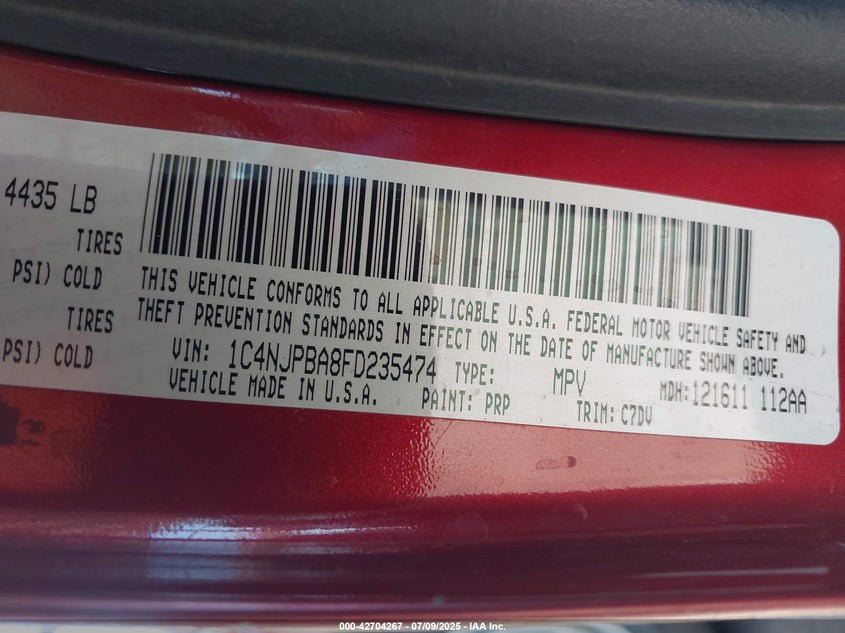 4435 LB
TIRES
PSI) COLD
TIRES
PSI) COLD
THIS VEHICLE CONFORMS TO ALL APPLICABLE U.S.A. FEDERAL MOTOR VEHICLE SAFETY AND
THEFT PREVENTION STANDARDS IN EFFECT ON THE DATE OF MANUFACTURE SHOWN ABOVE.
VIN: 1C4NJPBA8FD235474 TYPE: MPV MDH:121611 112AA
VEHICLE MADE IN U.S.A. PAINT: PRP TRIM: C7DV
000-42704267 - 07/09/2025 - IAA Inc.